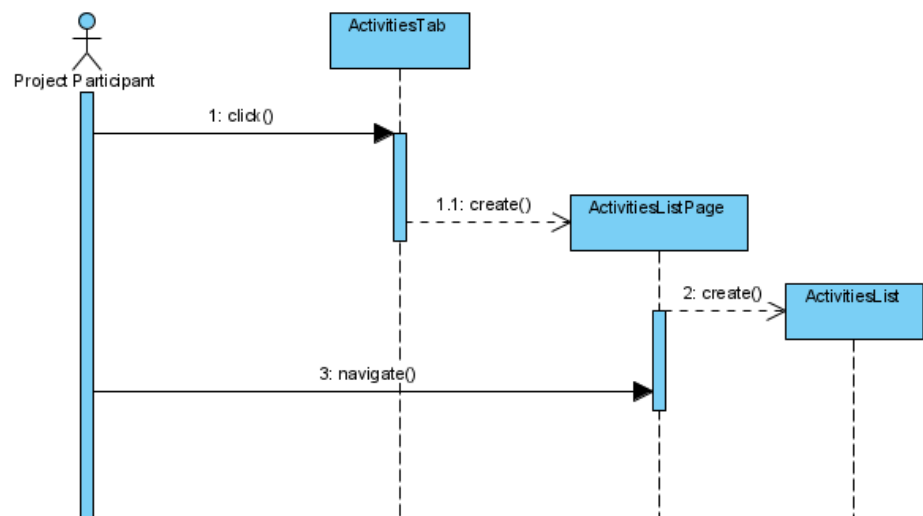 ActivitiesTab
Project Participant
1: click()
1.1: create()
ActivitiesListPage
2: create()
ActivitiesList
3: navigate()